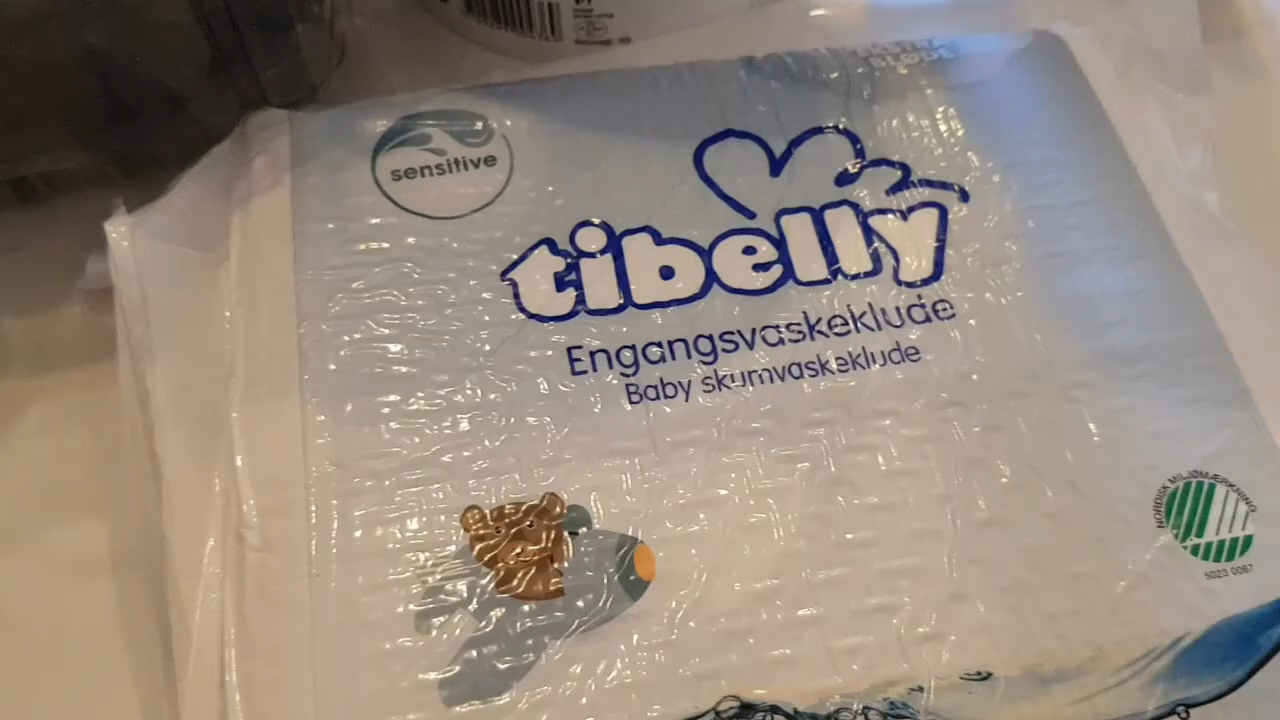 sensitive
tibelly
Engangsvaskeklude
Baby skumvaskeklude
NORDISK MILJØMÆRKNING
5023 0067